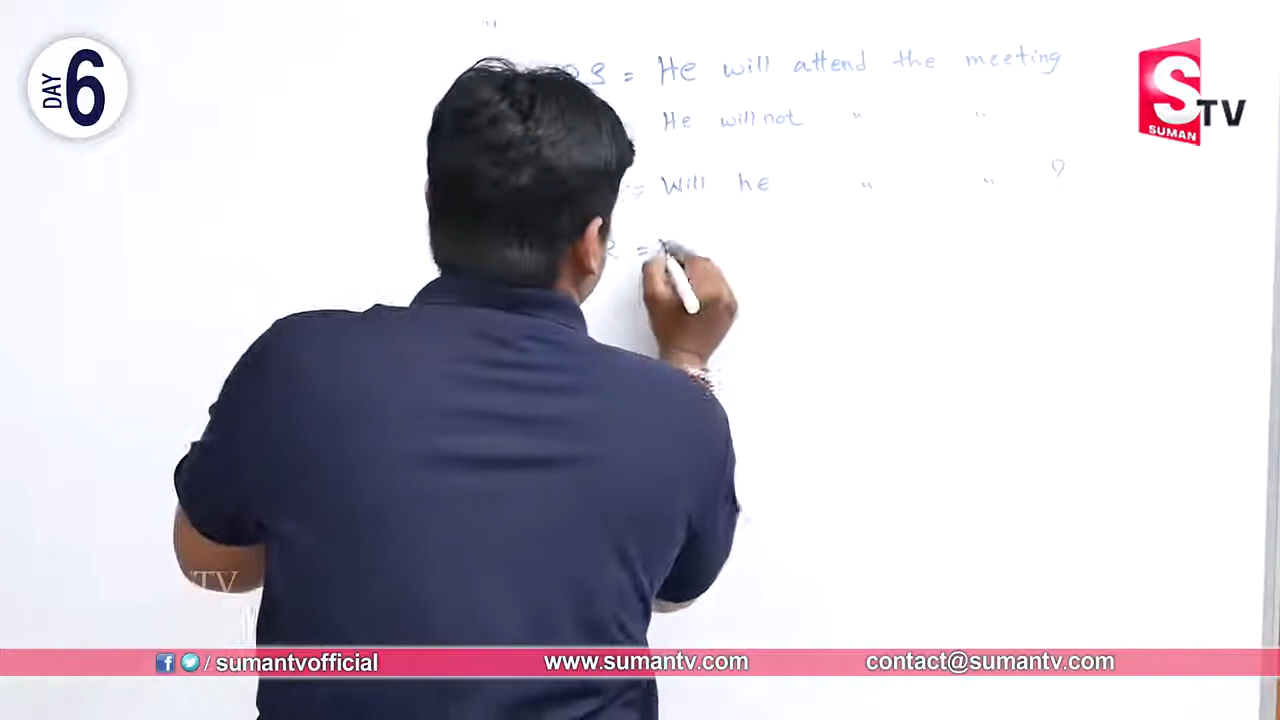 DAY 6
S = He will attend the meeting
He will not " "
= Will he " " ?
=
S TV
SUMAN
TV
/ sumantvofficial
www.sumantv.com
contact@sumantv.com